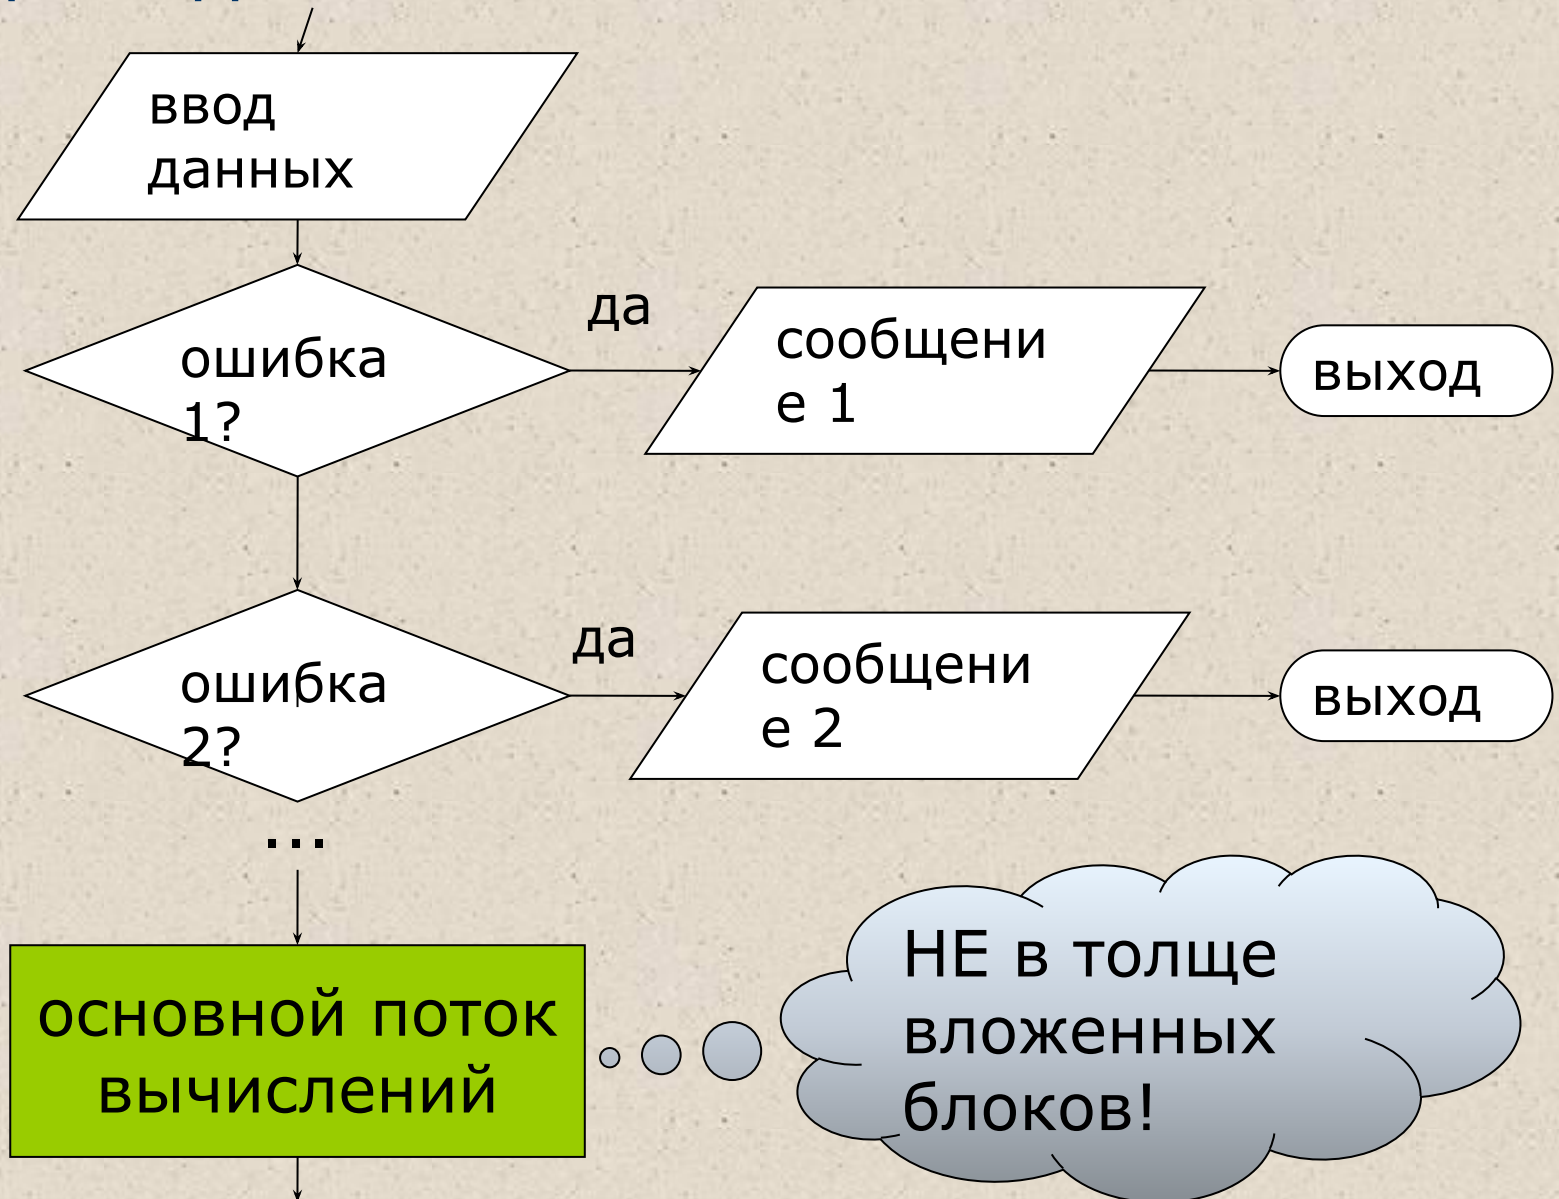 ввод
данных
да
ошибка
1?
сообщени
е 1
выход
да
ошибка
2?
сообщени
е 2
выход
...
основной поток
вычислений
НЕ в толще
вложенных
блоков!